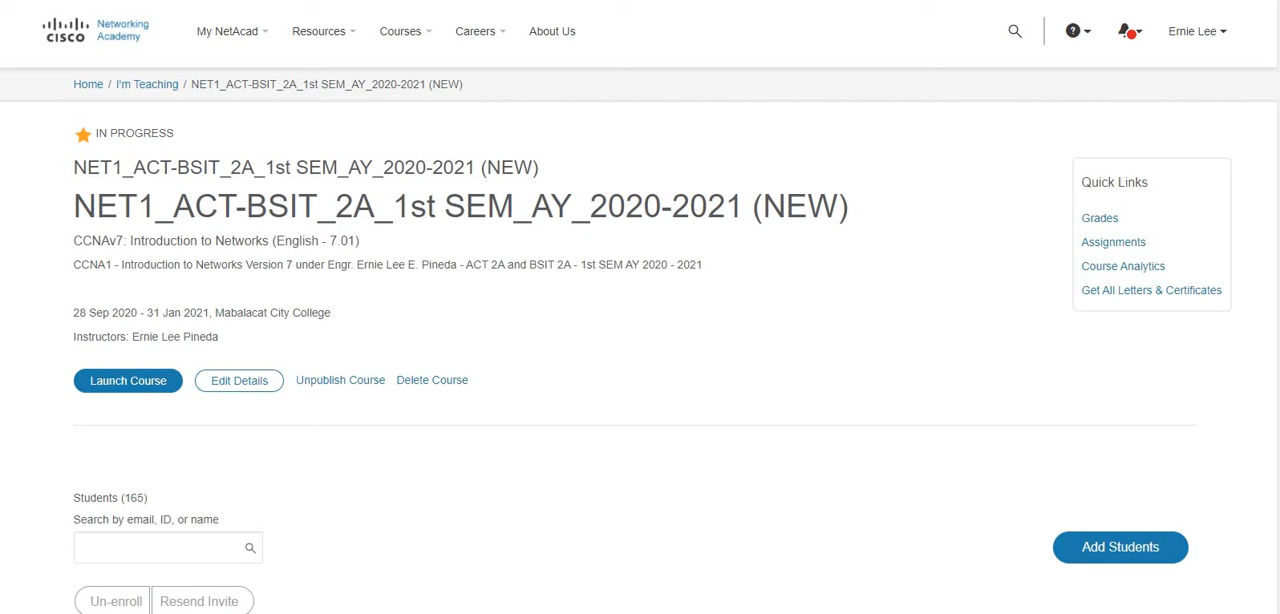 CISCO Networking Academy
My NetAcad Resources Courses Careers About Us ? Ernie Lee
Home / I'm Teaching / NET1_ACT-BSIT_2A_1st SEM_AY_2020-2021 (NEW)
IN PROGRESS
NET1_ACT-BSIT_2A_1st SEM_AY_2020-2021 (NEW)
NET1_ACT-BSIT_2A_1st SEM_AY_2020-2021 (NEW)
CCNAv7: Introduction to Networks (English - 7.01)
CCNA1 - Introduction to Networks Version 7 under Engr. Ernie Lee E. Pineda - ACT 2A and BSIT 2A - 1st SEM AY 2020 - 2021
28 Sep 2020 - 31 Jan 2021, Mabalacat City College
Instructors: Ernie Lee Pineda
Launch Course Edit Details Unpublish Course Delete Course
Quick Links
Grades
Assignments
Course Analytics
Get All Letters & Certificates
Students (165)
Search by email, ID, or name
Add Students
Un-enroll Resend Invite